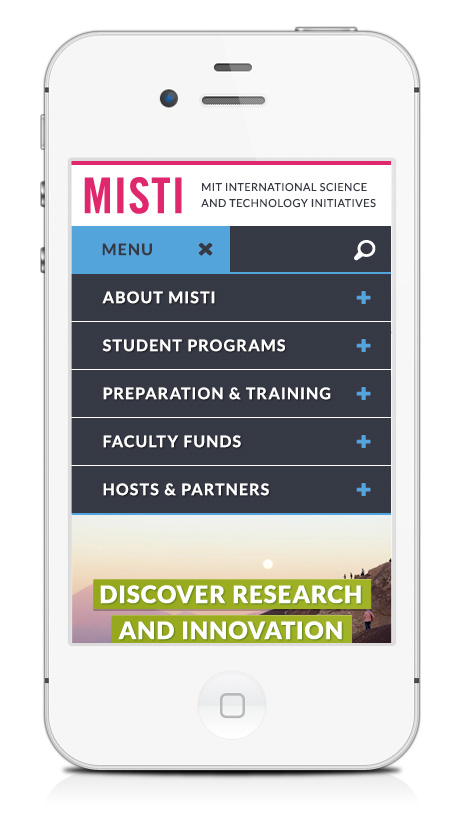 MISTI
MIT INTERNATIONAL SCIENCE
AND TECHNOLOGY INITIATIVES
MENU
ABOUT MISTI
STUDENT PROGRAMS
PREPARATION & TRAINING
FACULTY FUNDS
HOSTS & PARTNERS
DISCOVER RESEARCH
AND INNOVATION